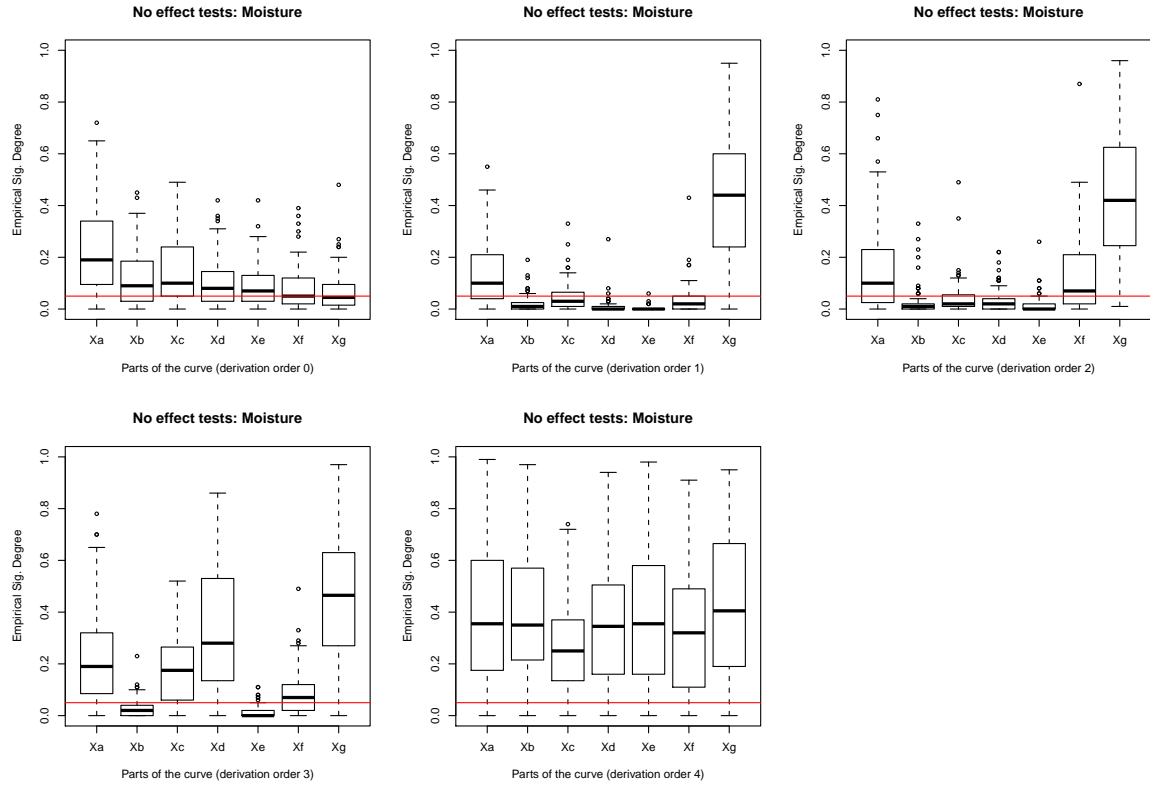 No effect tests: Moisture
Empirical Sig. Degree
1.0
0.8
0.6
0.4
0.2
0.0
Xa Xb Xc Xd Xe Xf Xg
Parts of the curve (derivation order 0)
No effect tests: Moisture
Empirical Sig. Degree
1.0
0.8
0.6
0.4
0.2
0.0
Xa Xb Xc Xd Xe Xf Xg
Parts of the curve (derivation order 1)
No effect tests: Moisture
Empirical Sig. Degree
1.0
0.8
0.6
0.4
0.2
0.0
Xa Xb Xc Xd Xe Xf Xg
Parts of the curve (derivation order 2)
No effect tests: Moisture
Empirical Sig. Degree
1.0
0.8
0.6
0.4
0.2
0.0
Xa Xb Xc Xd Xe Xf Xg
Parts of the curve (derivation order 3)
No effect tests: Moisture
Empirical Sig. Degree
1.0
0.8
0.6
0.4
0.2
0.0
Xa Xb Xc Xd Xe Xf Xg
Parts of the curve (derivation order 4)